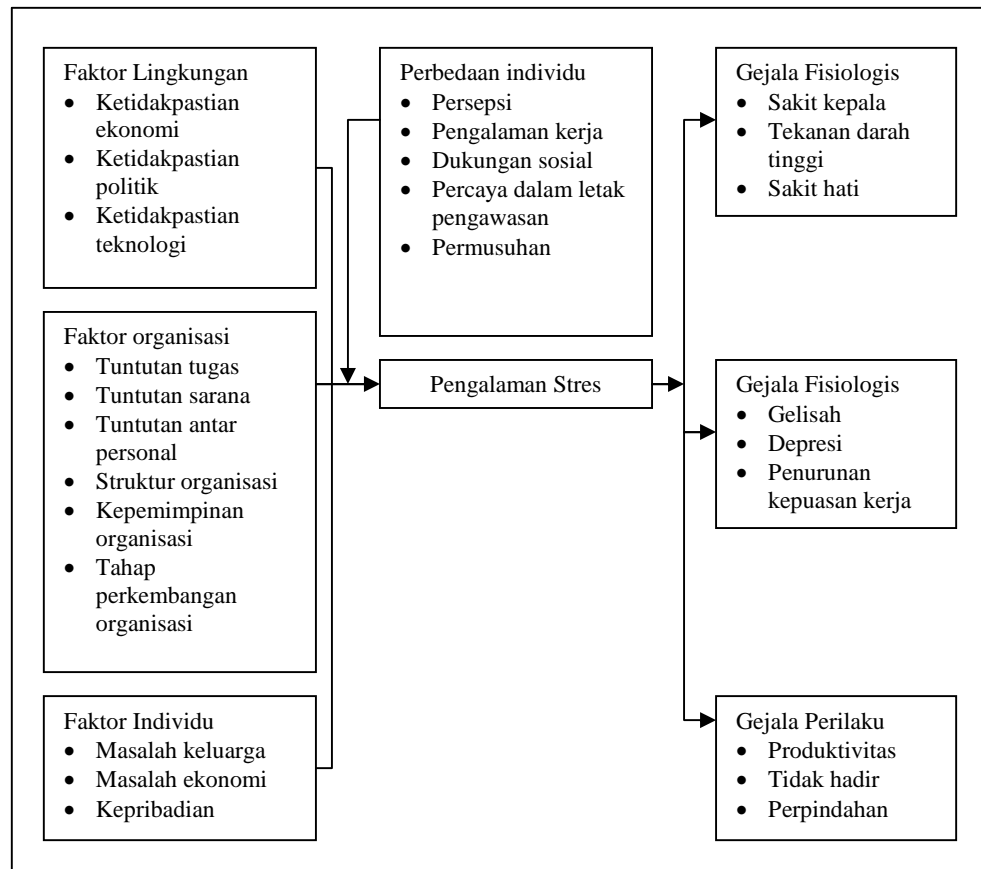 Faktor Lingkungan
• Ketidakpastian
ekonomi
• Ketidakpastian
politik
• Ketidakpastian
teknologi
Faktor organisasi
• Tuntutan tugas
• Tuntutan sarana
• Tuntutan antar
personal
• Struktur organisasi
• Kepemimpinan
organisasi
• Tahap
perkembangan
organisasi
Faktor Individu
• Masalah keluarga
• Masalah ekonomi
• Kepribadian
Perbedaan individu
• Persepsi
• Pengalaman kerja
• Dukungan sosial
• Percaya dalam letak
pengawasan
• Permusuhan
Pengalaman Stres
Gejala Fisiologis
• Sakit kepala
• Tekanan darah
tinggi
• Sakit hati
Gejala Fisiologis
• Gelisah
• Depresi
• Penurunan
kepuasan kerja
Gejala Perilaku
• Produktivitas
• Tidak hadir
• Perpindahan